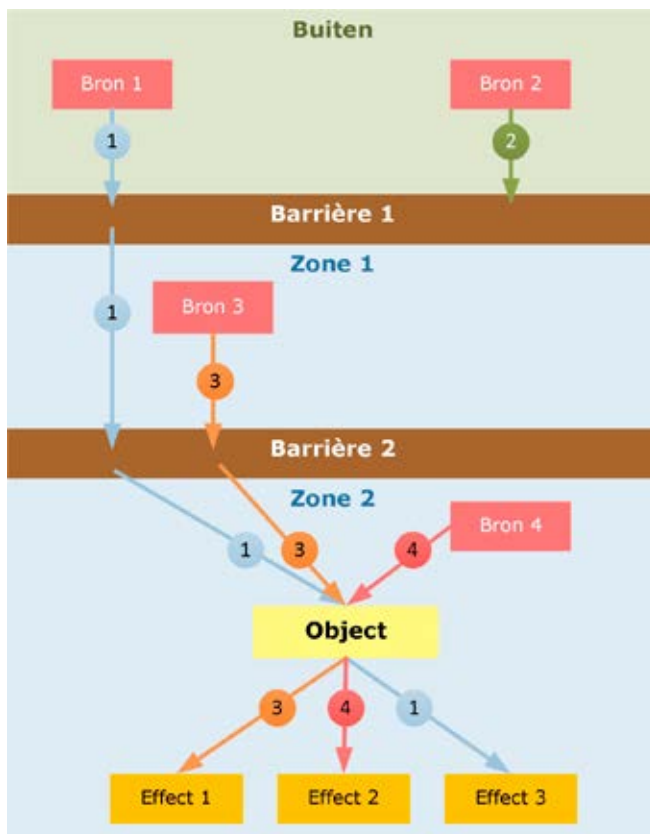 Buiten
Bron 1
Bron 2
1
2
Barrière 1
Zone 1
1
Bron 3
3
Barrière 2
Zone 2
Bron 4
1
3
4
Object
3
4
1
Effect 1
Effect 2
Effect 3